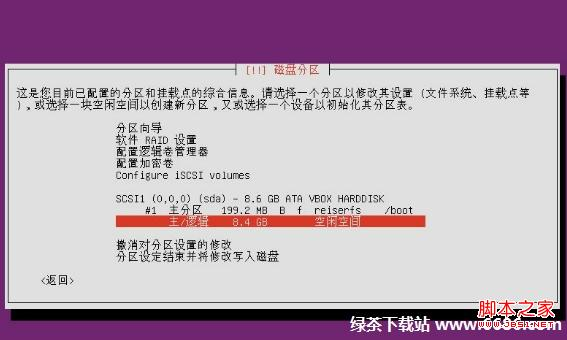 [!!] 磁盘分区
这是您目前已配置的分区和挂载点的综合信息。请选择一个分区以修改其设置 (文件系统、挂载点等
),或选择一块空闲空间以创建新分区,又或选择一个设备以初始化其分区表。
分区向导
软件 RAID 设置
配置逻辑卷管理器
配置加密卷
Configure iSCSI volumes
SCSI1 (0,0,0) (sda) - 8.6 GB ATA VBOX HARDDISK
#1 主分区 199.2 MB B f reiserfs /boot
主/逻辑 8.4 GB 空闲空间
撤消对分区设置的修改
分区设定结束并将修改写入磁盘
<返回>
脚本之家
www.JB51.NET
绿茶下载站